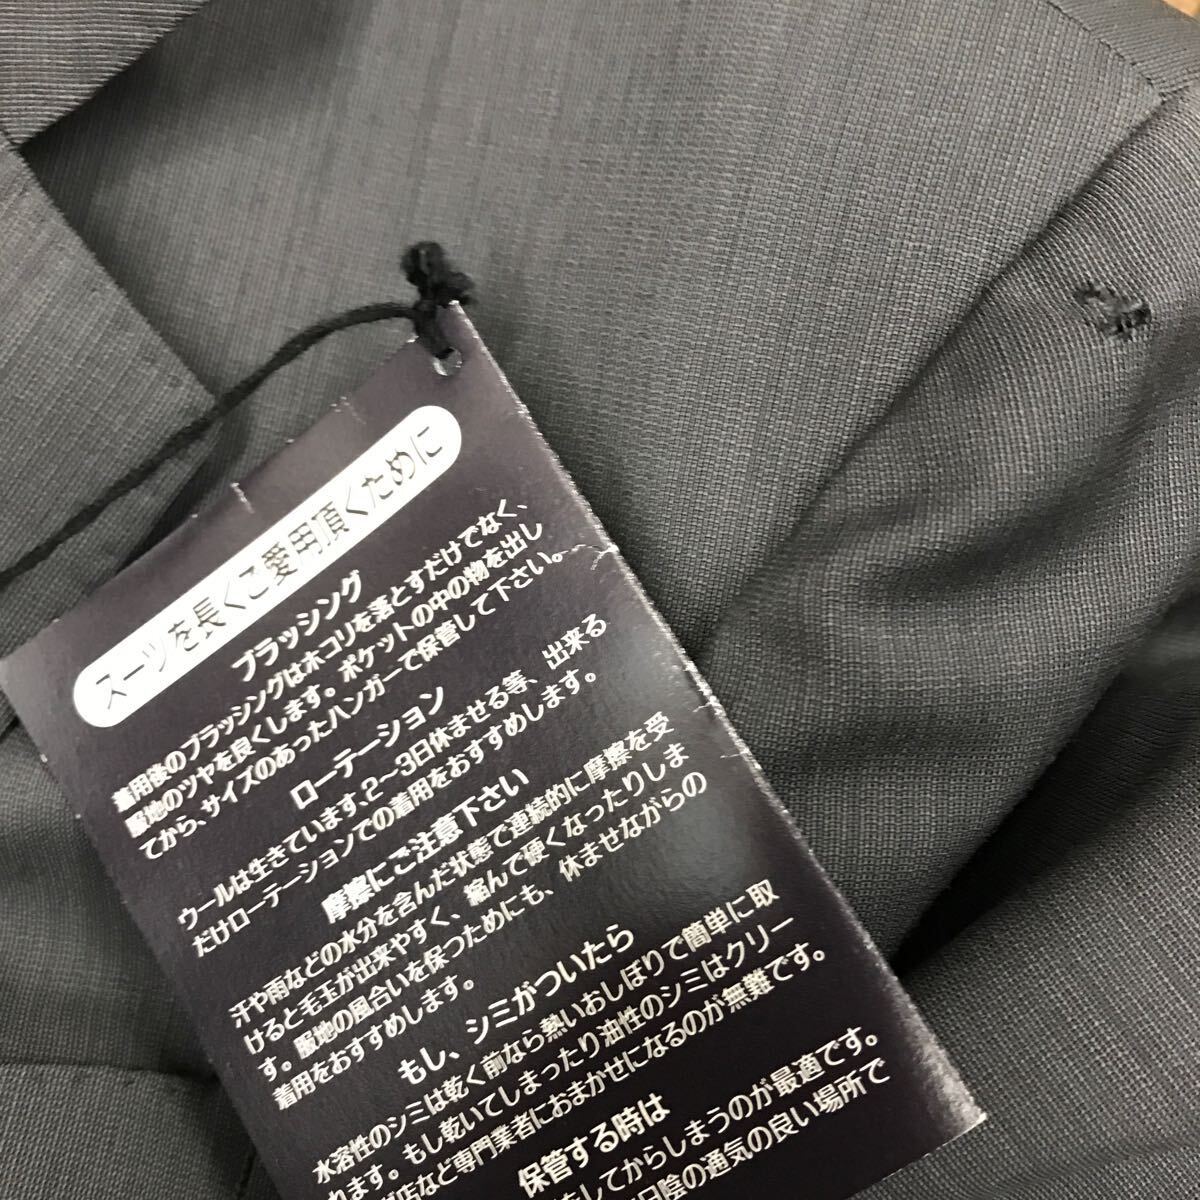 スーツを長くご愛用頂くために
ブラッシング
着用後のブラッシングはホコリを落とすだけでなく、
服地のツヤを良くします。ポケットの中の物を出し
てから、サイズのあったハンガーで保管して下さい。
ローテーション
ウールは生きています、2〜3日休ませる等、出来る
だけローテーションでの着用をおすすめします。
摩擦にご注意下さい
汗や雨などの水分を含んだ状態で連続的に摩擦を受
けると毛玉が出来やすく、縮んで硬くなったりしま
す。服地の風合いを保つためにも、休ませながらの
着用をおすすめします。
もし、シミがついたら
水溶性のシミは乾く前なら熱いおしぼりで簡単に取
れます。もし乾いてしまったり油性のシミはクリー
店など専門業者におまかせになるのが無難です。
保管する時は
してからしまうのが最適です。
日陰の通気の良い場所で